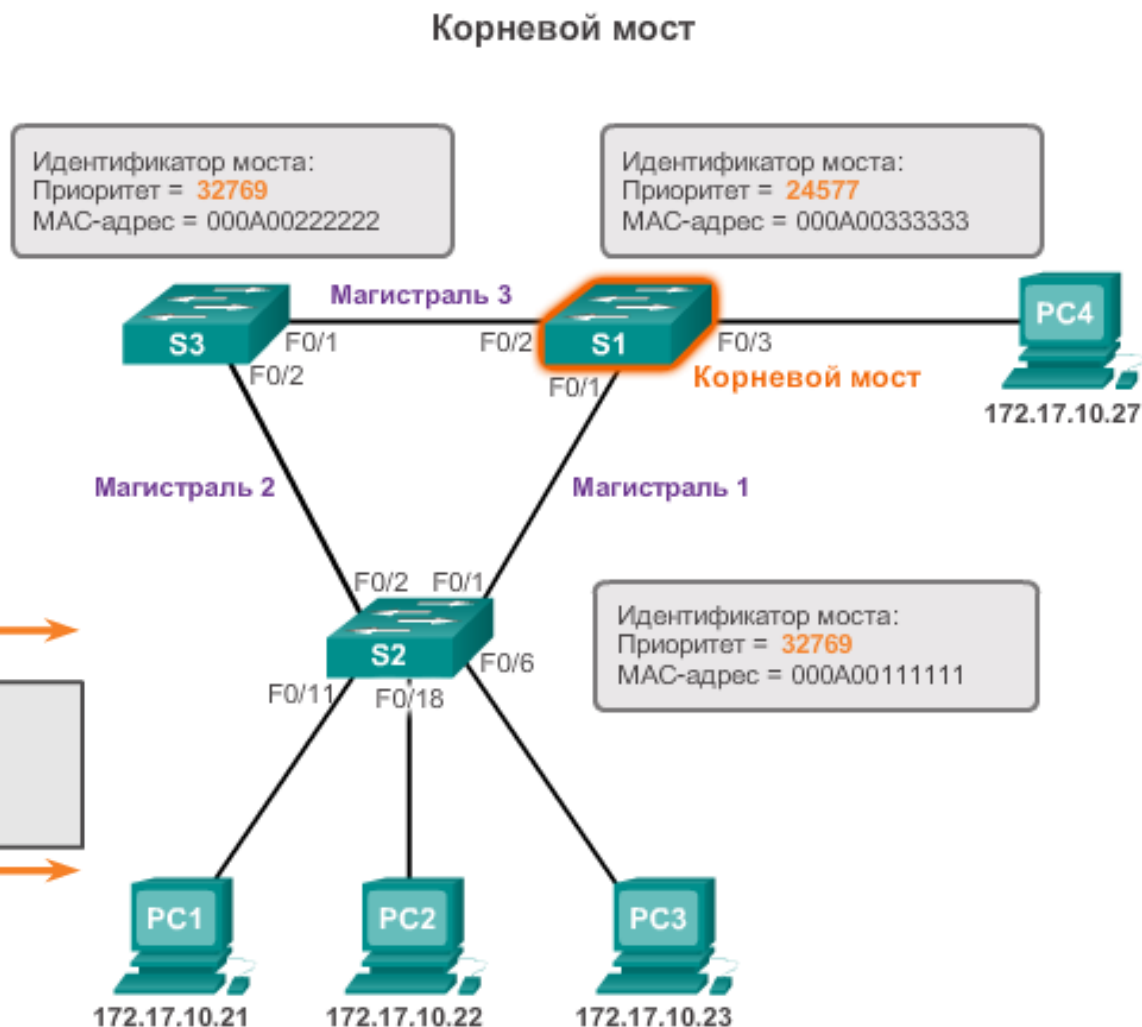 Корневой мост
Идентификатор моста:
Приоритет = 32769
MAC-адрес = 000A00222222
Идентификатор моста:
Приоритет = 24577
MAC-адрес = 000A00333333
Магистраль 3
S3
F0/1
F0/2
S1
F0/3
PC4
F0/2
F0/1
Корневой мост
172.17.10.27
Магистраль 2
Магистраль 1
F0/2
F0/1
S2
F0/6
Идентификатор моста:
Приоритет = 32769
MAC-адрес = 000A00111111
F0/11
F0/18
PC1
PC2
PC3
172.17.10.21
172.17.10.22
172.17.10.23